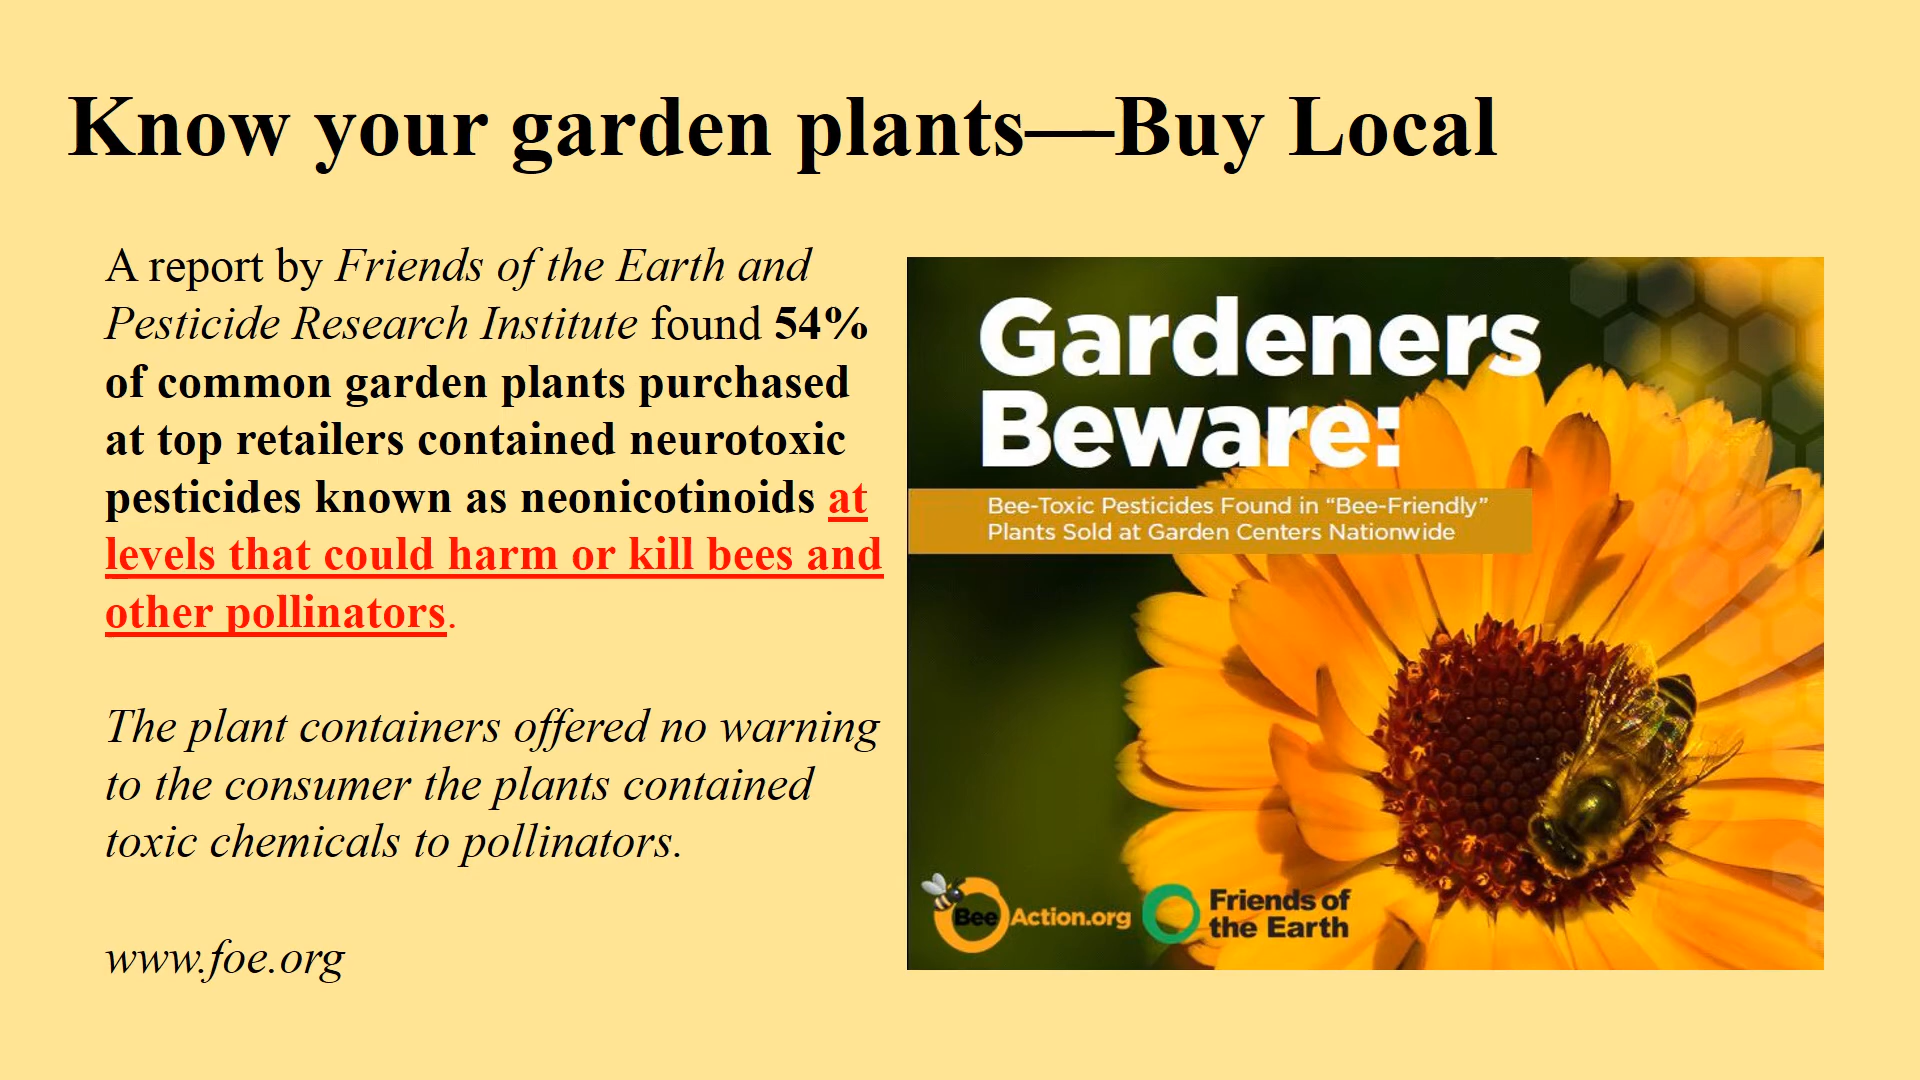 Know your garden plants—Buy Local
A report by Friends of the Earth and
Pesticide Research Institute found 54%
of common garden plants purchased
at top retailers contained neurotoxic
pesticides known as neonicotinoids at
levels that could harm or kill bees and
other pollinators.
The plant containers offered no warning
to the consumer the plants contained
toxic chemicals to pollinators.
www.foe.org
Gardeners
Beware:
Bee-Toxic Pesticides Found in “Bee-Friendly”
Plants Sold at Garden Centers Nationwide
BeeAction.org
Friends of
the Earth